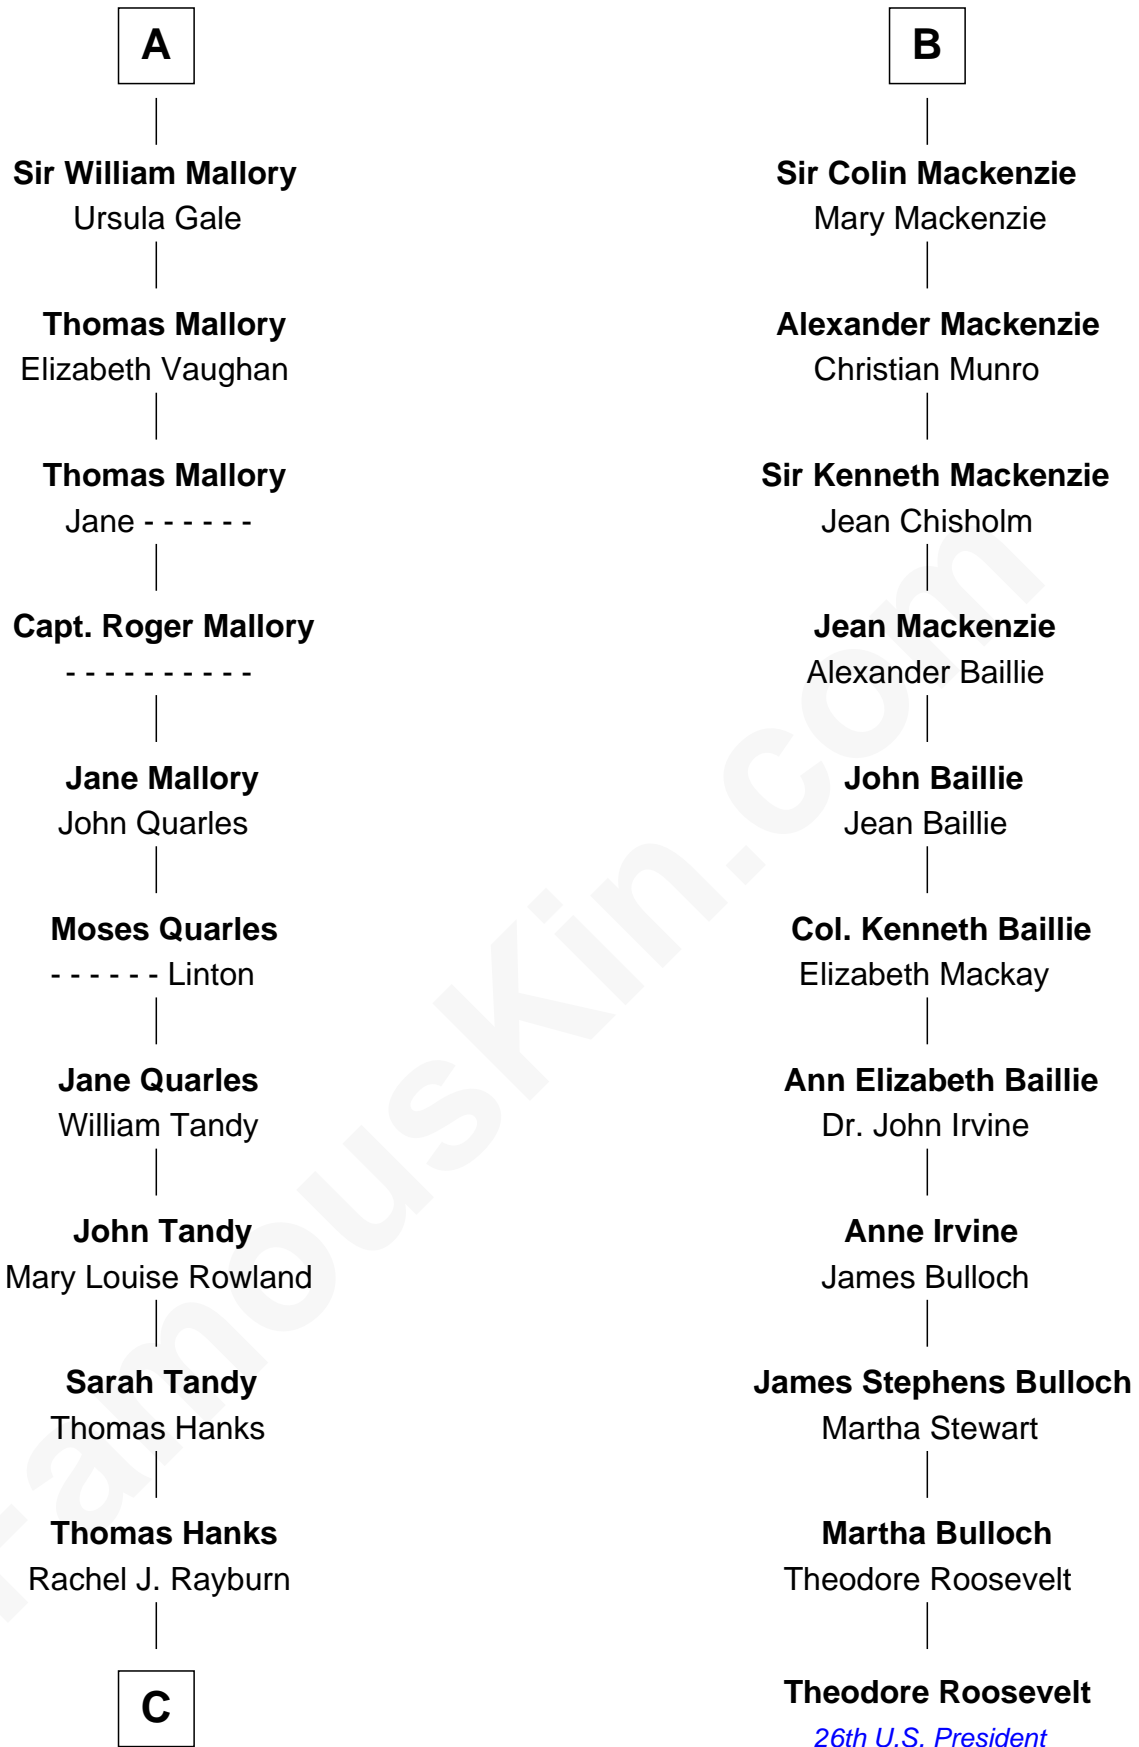 A
Sir William Mallory
Ursula Gale
Thomas Mallory
Elizabeth Vaughan
Thomas Mallory
Jane - - - - - -
Capt. Roger Mallory
- - - - - - - - - -
Jane Mallory
John Quarles
Moses Quarles
- - - - - - Linton
Jane Quarles
William Tandy
John Tandy
Mary Louise Rowland
Sarah Tandy
Thomas Hanks
Thomas Hanks
Rachel J. Rayburn
C
B
Sir Colin Mackenzie
Mary Mackenzie
Alexander Mackenzie
Christian Munro
Sir Kenneth Mackenzie
Jean Chisholm
Jean Mackenzie
Alexander Baillie
John Baillie
Jean Baillie
Col. Kenneth Baillie
Elizabeth Mackay
Ann Elizabeth Baillie
Dr. John Irvine
Anne Irvine
James Bulloch
James Stephens Bulloch
Martha Stewart
Martha Bulloch
Theodore Roosevelt
Theodore Roosevelt
26th U.S. President
FamousKin.com